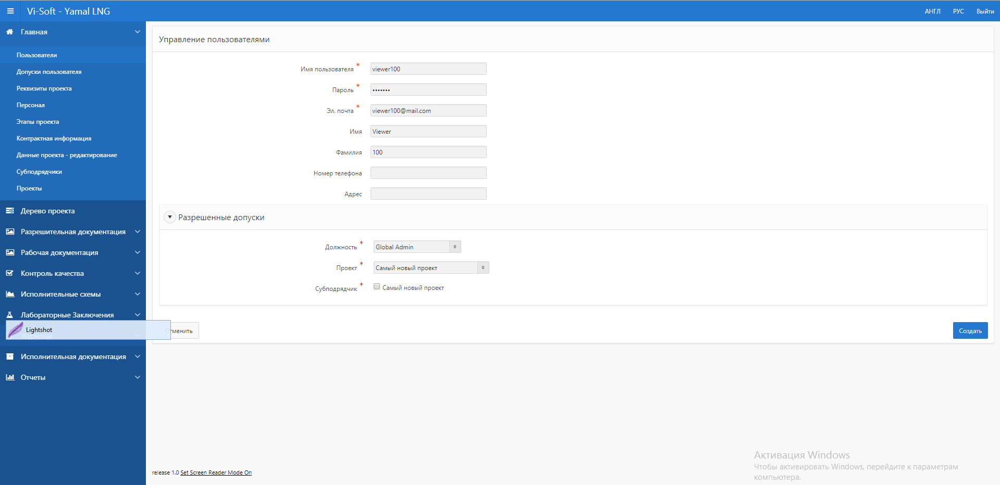 Vi-Soft - Yamal LNG
АНГЛ
РУС
Выйти
Главная
Пользователи
Допуски пользователя
Реквизиты проекта
Персонал
Этапы проекта
Контрактная информация
Данные проекта - редактирование
Субподрядчики
Проекты
Дерево проекта
Разрешительная документация
Рабочая документация
Контроль качества
Исполнительные схемы
Лабораторные Заключения
Lightshot
Журналы
Исполнительная документация
Отчеты
Управление пользователями
Имя пользователя *
viewer100
Пароль *
•••••••
Эл. почта *
viewer100@mail.com
Имя
Viewer
Фамилия
100
Номер телефона
Адрес
Разрешенные допуски
Должность *
Global Admin
Проект *
Самый новый проект
Субподрядчик *
Самый новый проект
тменить
Создать
release 1.0 Set Screen Reader Mode On
Активация Windows
Чтобы активировать Windows, перейдите к параметрам
компьютера.